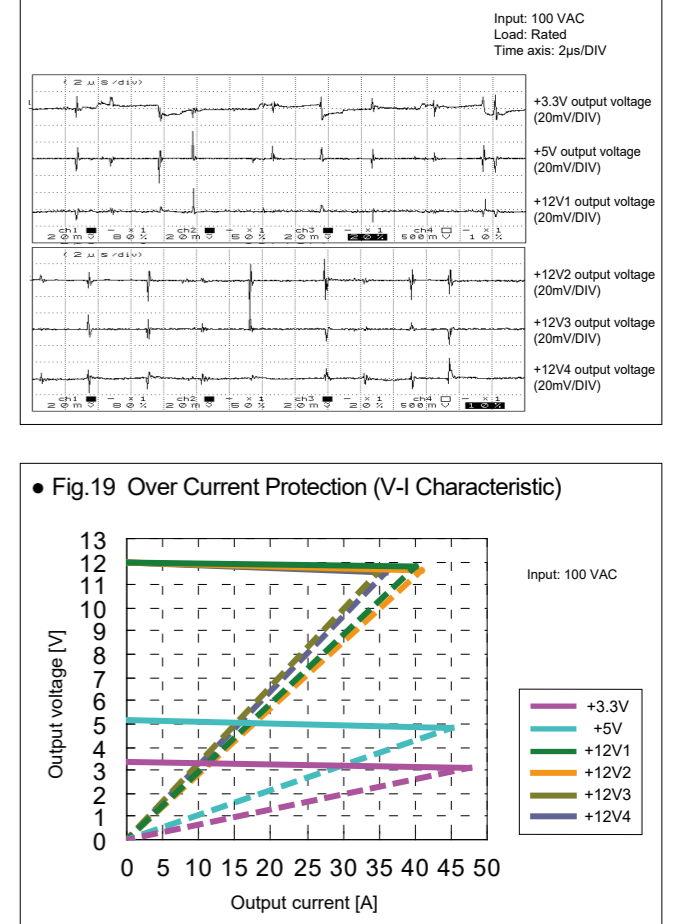 Input: 100 VAC
Load: Rated
Time axis: 2μs/DIV
( 2 μ s /div)
+3.3V output voltage
(20mV/DIV)
+5V output voltage
(20mV/DIV)
+12V1 output voltage
(20mV/DIV)
( 2 μ s /div)
+12V2 output voltage
(20mV/DIV)
+12V3 output voltage
(20mV/DIV)
+12V4 output voltage
(20mV/DIV)
● Fig.19 Over Current Protection (V-I Characteristic)
Input: 100 VAC
Output voltage [V]
13
12
11
10
9
8
7
6
5
4
3
2
1
0
0 5 10 15 20 25 30 35 40 45 50
Output current [A]
+3.3V
+5V
+12V1
+12V2
+12V3
+12V4